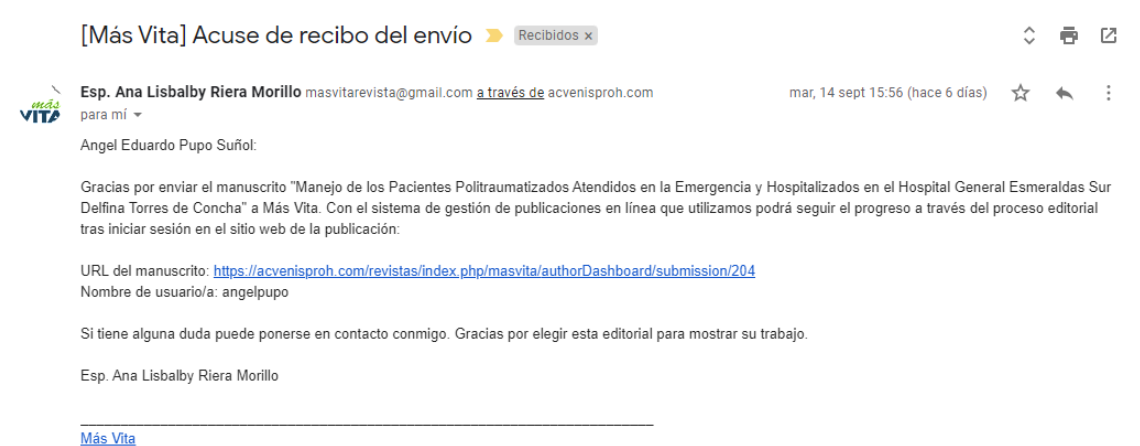 [Más Vita] Acuse de recibo del envío Recibidos x
Esp. Ana Lisbalby Riera Morillo masvitarevista@gmail.com a través de acvenisproh.com mar, 14 sept 15:56 (hace 6 días)
más
VITA
para mí
Angel Eduardo Pupo Suñol:
Gracias por enviar el manuscrito "Manejo de los Pacientes Politraumatizados Atendidos en la Emergencia y Hospitalizados en el Hospital General Esmeraldas Sur
Delfina Torres de Concha" a Más Vita. Con el sistema de gestión de publicaciones en línea que utilizamos podrá seguir el progreso a través del proceso editorial
tras iniciar sesión en el sitio web de la publicación:
URL del manuscrito: https://acvenisproh.com/revistas/index.php/masvita/authorDashboard/submission/204
Nombre de usuario/a: angelpupo
Si tiene alguna duda puede ponerse en contacto conmigo. Gracias por elegir esta editorial para mostrar su trabajo.
Esp. Ana Lisbalby Riera Morillo
Más Vita